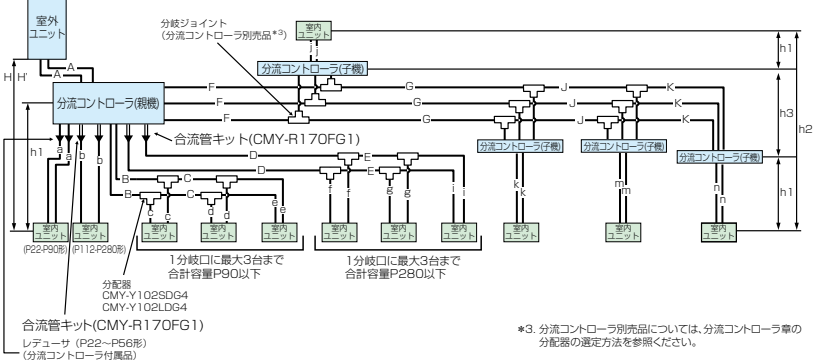 室外
ユニット
分岐ジョイント
(分流コントローラ別売品*3)
室内
ユニット
j
j
h1
分流コントローラ(子機)
H
H'
A
A
F
G
J
K
分流コントローラ(親機)
F
G
J
K
h3
h2
F
G
J
K
合流管キット(CMY-R170FG1)
h1
a
a
b
b
D
E
D
E
B
C
B
C
分流コントローラ(子機)
分流コントローラ(子機)
分流コントローラ(子機)
c
c
d
d
e
e
f
f
g
g
i
i
k
k
m
m
n
n
h1
室内
ユニット
室内
ユニット
室内
ユニット
室内
ユニット
室内
ユニット
室内
ユニット
室内
ユニット
室内
ユニット
室内
ユニット
室内
ユニット
室内
ユニット
(P22-P90形)
(P112-P280形)
1分岐口に最大3台まで
合計容量P90以下
1分岐口に最大3台まで
合計容量P280以下
分配器
CMY-Y102SDG4
CMY-Y102LDG4
合流管キット(CMY-R170FG1)
レデューサ(P22〜P56形)
(分流コントローラ付属品)
*3. 分流コントローラ別売品については、分流コントローラ章の
分配器の選定方法を参照ください。